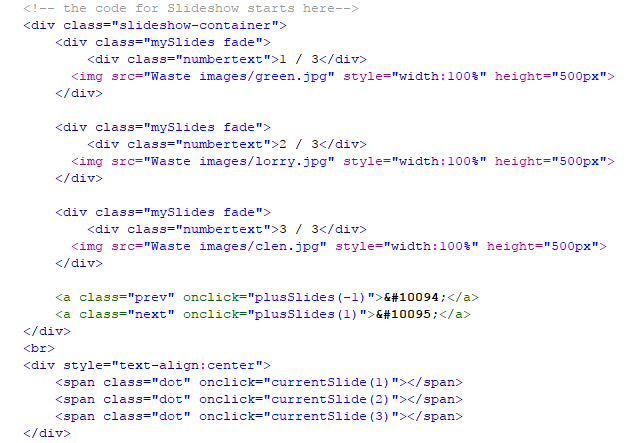 <!-- the code for Slideshow starts here-->
<div class="slideshow-container">
<div class="mySlides fade">
<div class="numbertext">1 / 3</div>
<img src="Waste images/green.jpg" style="width:100%" height="500px">
</div>
<div class="mySlides fade">
<div class="numbertext">2 / 3</div>
<img src="Waste images/lorry.jpg" style="width:100%" height="500px">
</div>
<div class="mySlides fade">
<div class="numbertext">3 / 3</div>
<img src="Waste images/clen.jpg" style="width:100%" height="500px">
</div>
<a class="prev" onclick="plusSlides(-1)">&#10094;</a>
<a class="next" onclick="plusSlides(1)">&#10095;</a>
</div>
<br>
<div style="text-align:center">
<span class="dot" onclick="currentSlide(1)"></span>
<span class="dot" onclick="currentSlide(2)"></span>
<span class="dot" onclick="currentSlide(3)"></span>
</div>